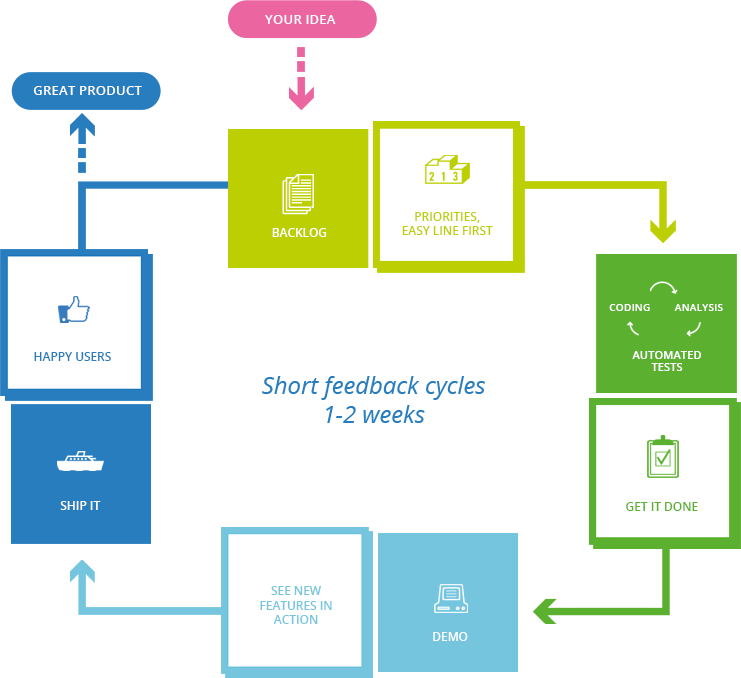 YOUR IDEA
GREAT PRODUCT
BACKLOG
2 1 3
PRIORITIES,
EASY LINE FIRST
CODING
ANALYSIS
AUTOMATED
TESTS
HAPPY USERS
Short feedback cycles
1-2 weeks
SHIP IT
GET IT DONE
SEE NEW
FEATURES IN
ACTION
DEMO